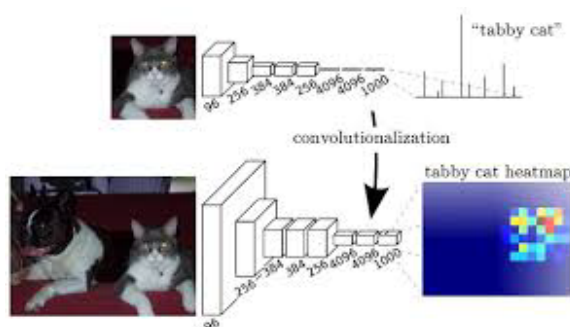 "tabby cat"
96 256 384 384 256 4096 4096 1000
convolutionalization
tabby cat heatmap
96 256 384 384 256 4096 4096 1000